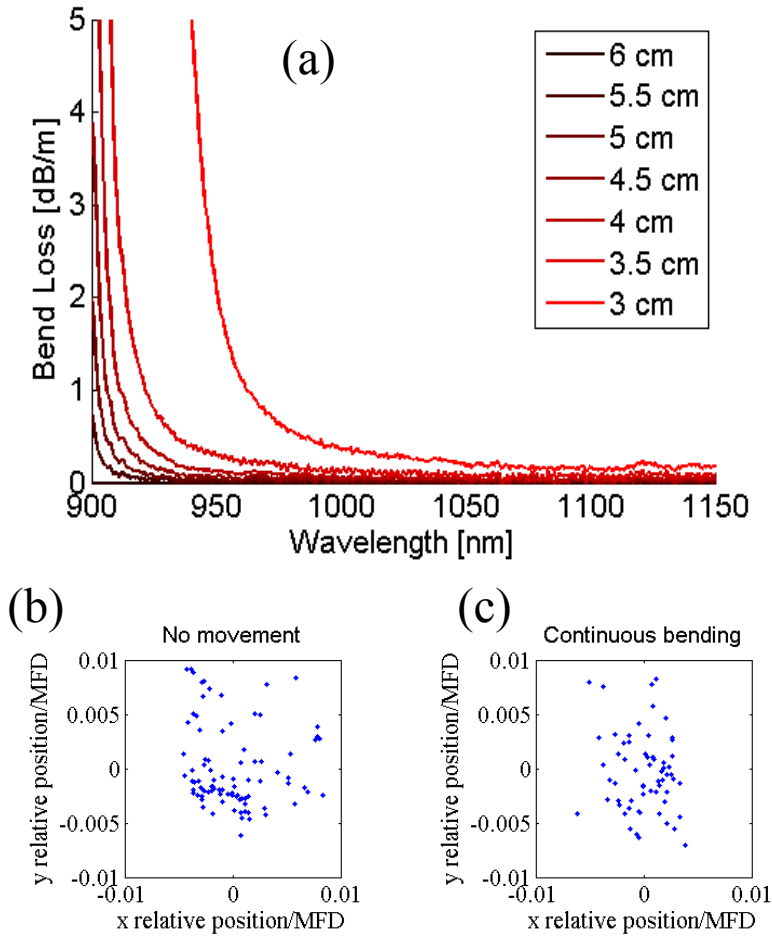 (a)
5
4
3
2
1
0
Bend Loss [dB/m]
6 cm
5.5 cm
5 cm
4.5 cm
4 cm
3.5 cm
3 cm
900 950 1000 1050 1100 1150
Wavelength [nm]
(b)
No movement
0.01
0.005
0
-0.005
-0.01
y relative position/MFD
-0.01 0 0.01
x relative position/MFD
(c)
Continuous bending
0.01
0.005
0
-0.005
-0.01
y relative position/MFD
-0.01 0 0.01
x relative position/MFD